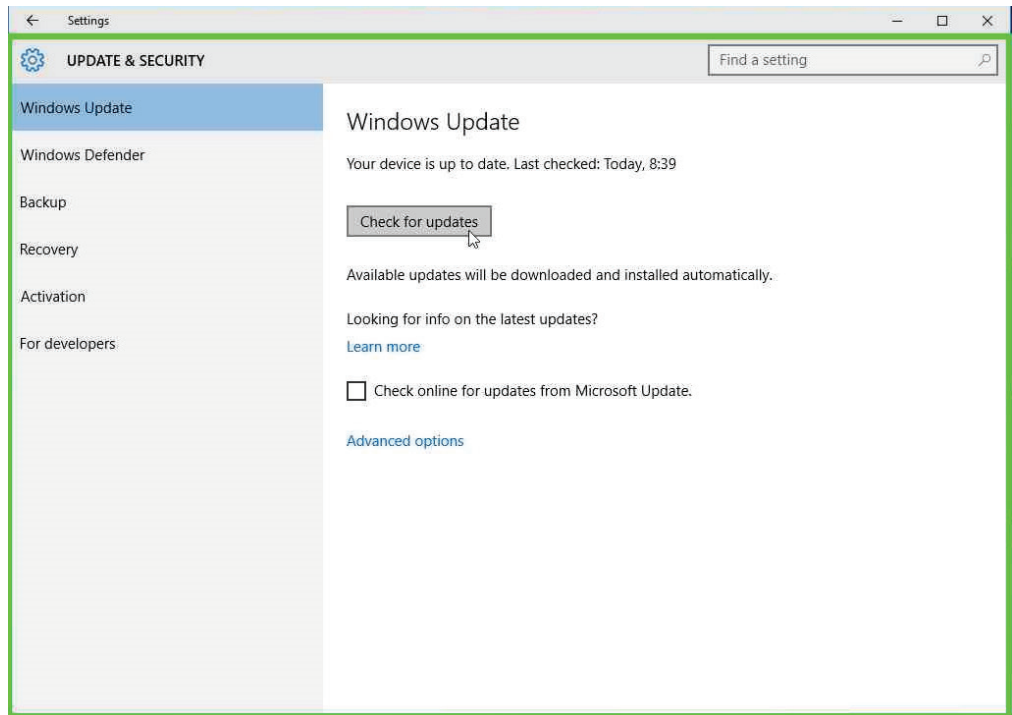 Settings
UPDATE & SECURITY
Find a setting
Windows Update
Windows Defender
Backup
Recovery
Activation
For developers
Windows Update
Your device is up to date. Last checked: Today, 8:39
Check for updates
Available updates will be downloaded and installed automatically.
Looking for info on the latest updates?
Learn more
Check online for updates from Microsoft Update.
Advanced options